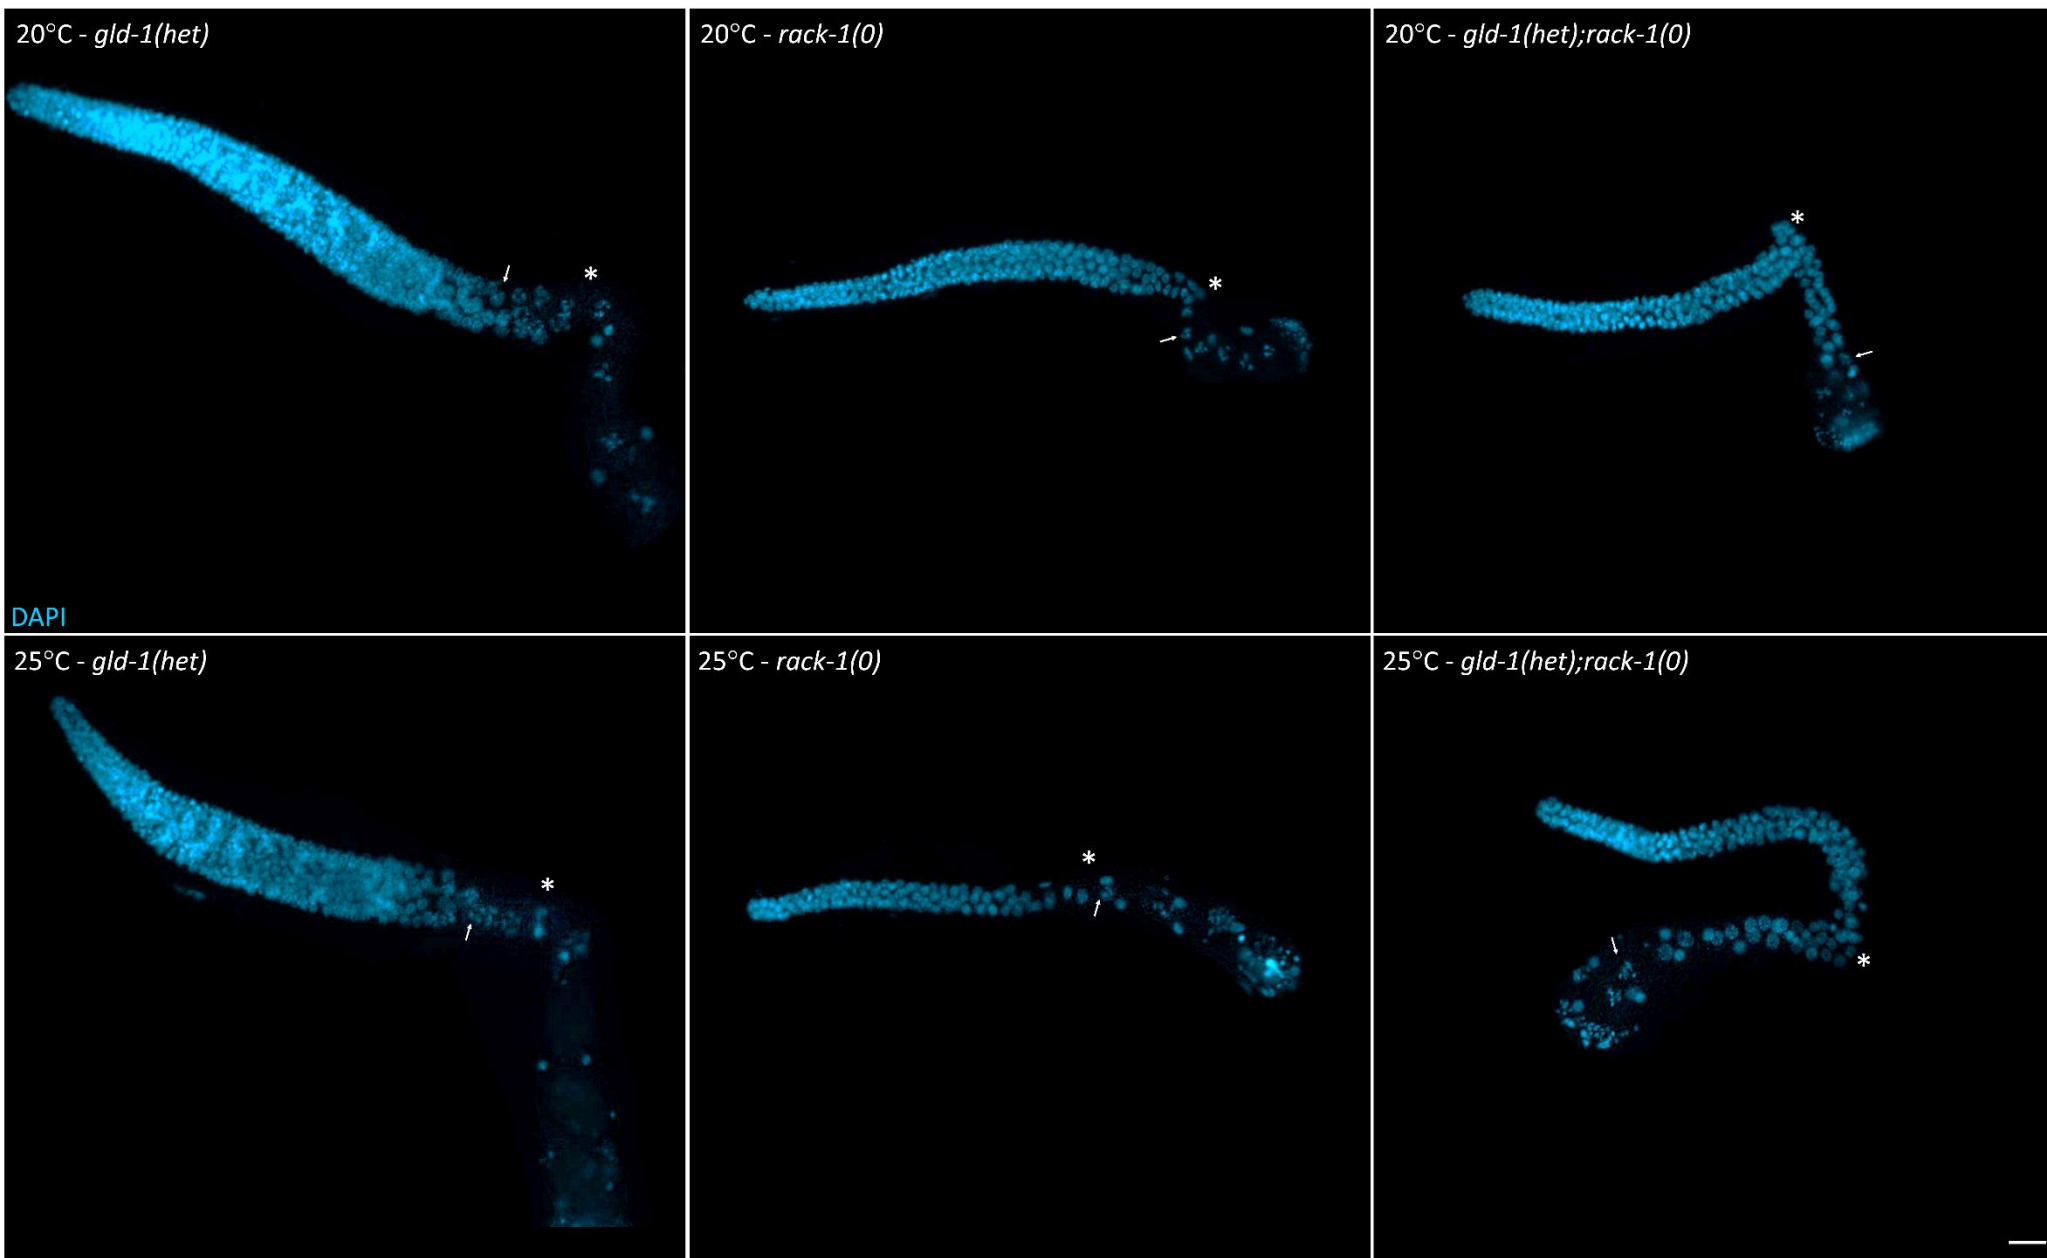 20°C - gld-1(het)
20°C - rack-1(0)
20°C - gld-1(het);rack-1(0)
*
*
*
DAPI
25°C - gld-1(het)
25°C - rack-1(0)
25°C - gld-1(het);rack-1(0)
*
*
*